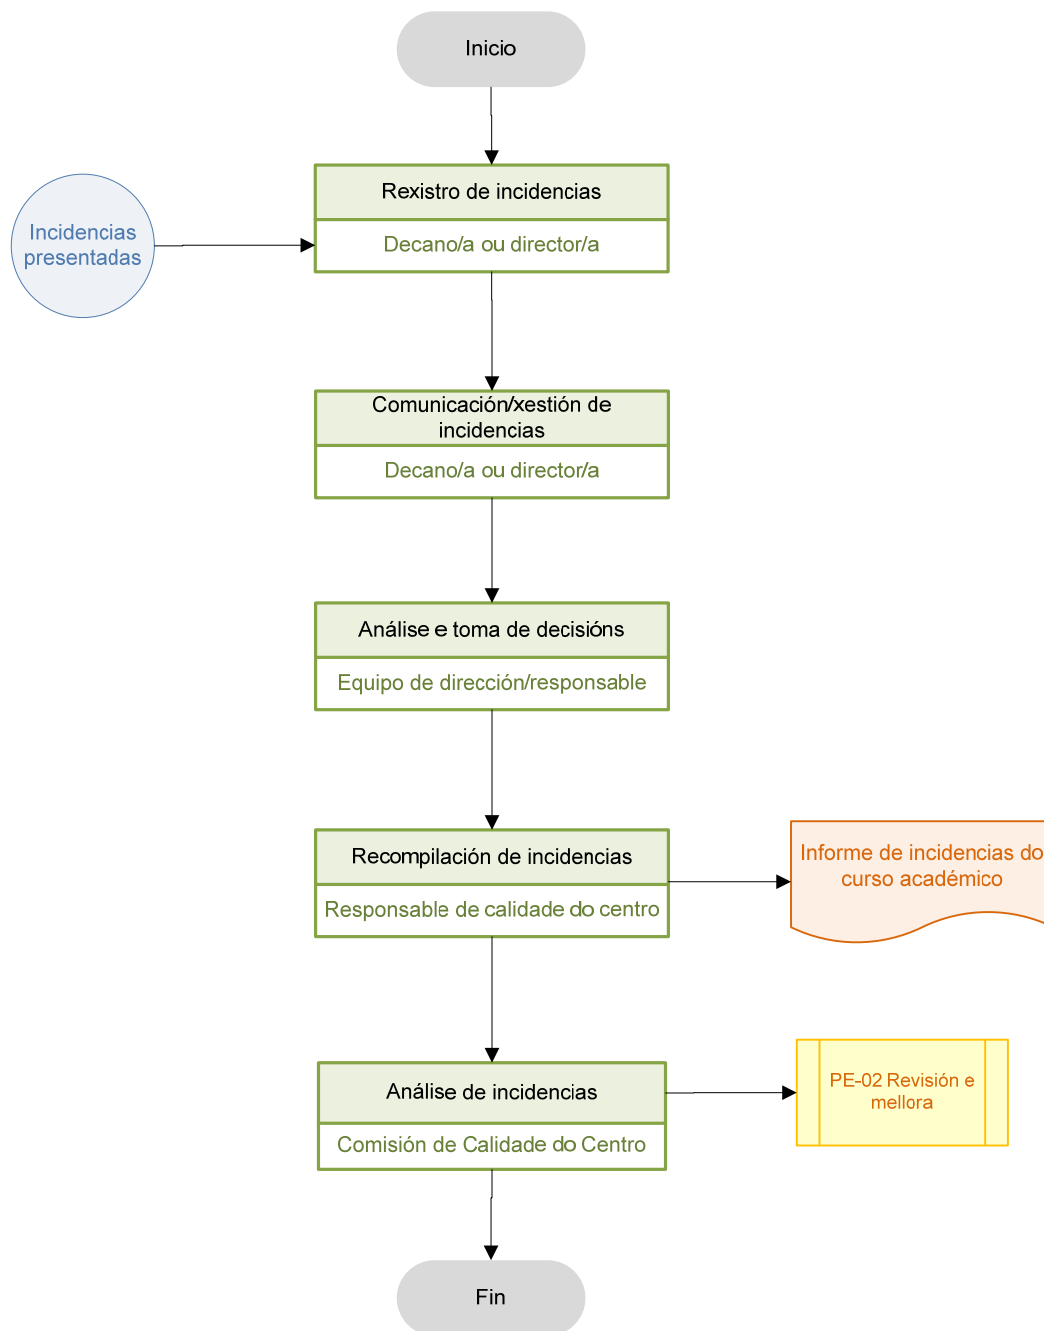 Inicio
Rexistro de incidencias
Decano/a ou director/a
Incidencias
presentadas
Comunicación/xestión de
incidencias
Decano/a ou director/a
Análise e toma de decisións
Equipo de dirección/responsable
Recompilación de incidencias
Responsable de calidade do centro
Informe de incidencias do
curso académico
Análise de incidencias
Comisión de Calidade do Centro
PE-02 Revisión e
mellora
Fin